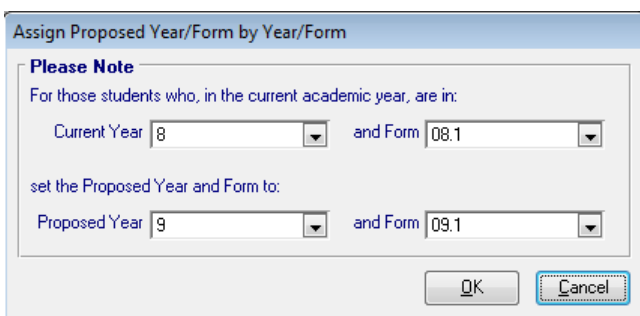 Assign Proposed Year/Form by Year/Form
Please Note
For those students who, in the current academic year, are in:
Current Year 8 and Form 08.1
set the Proposed Year and Form to:
Proposed Year 9 and Form 09.1
OK Cancel